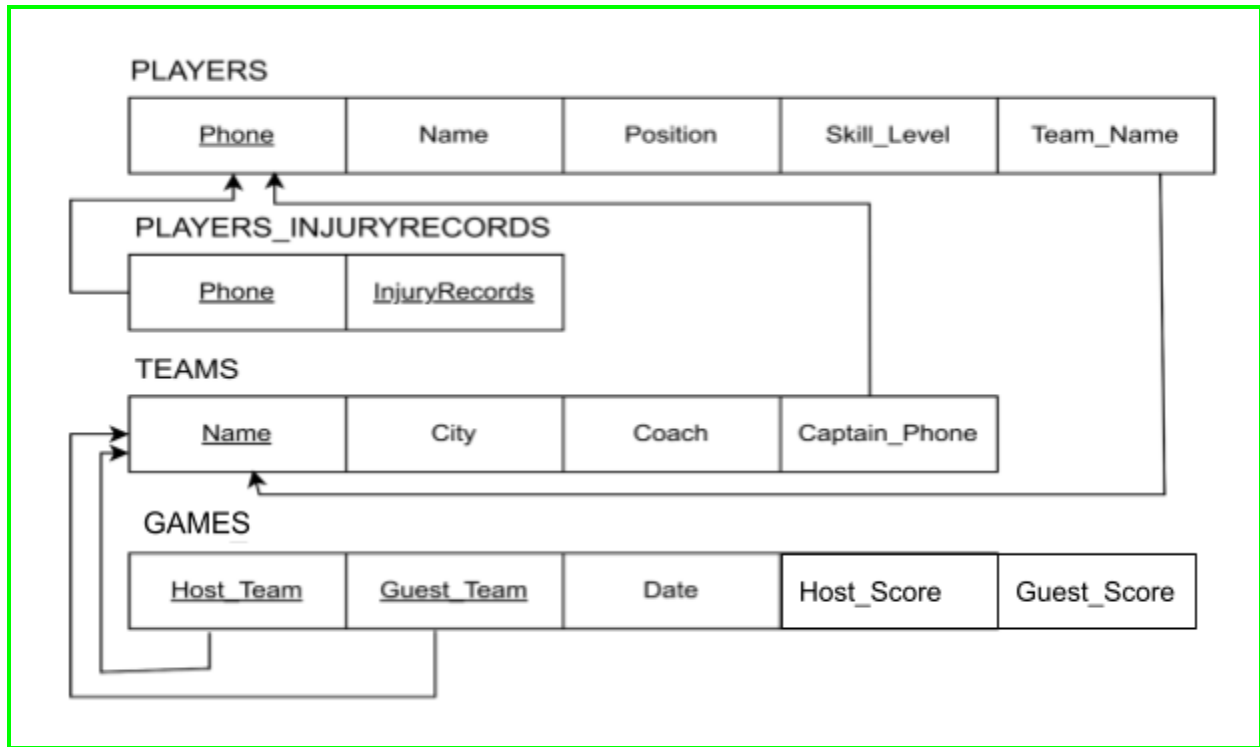 PLAYERS
Phone Name Position Skill_Level Team_Name
PLAYERS_INJURYRECORDS
Phone InjuryRecords
TEAMS
Name City Coach Captain_Phone
GAMES
Host_Team Guest_Team Date Host_Score Guest_Score